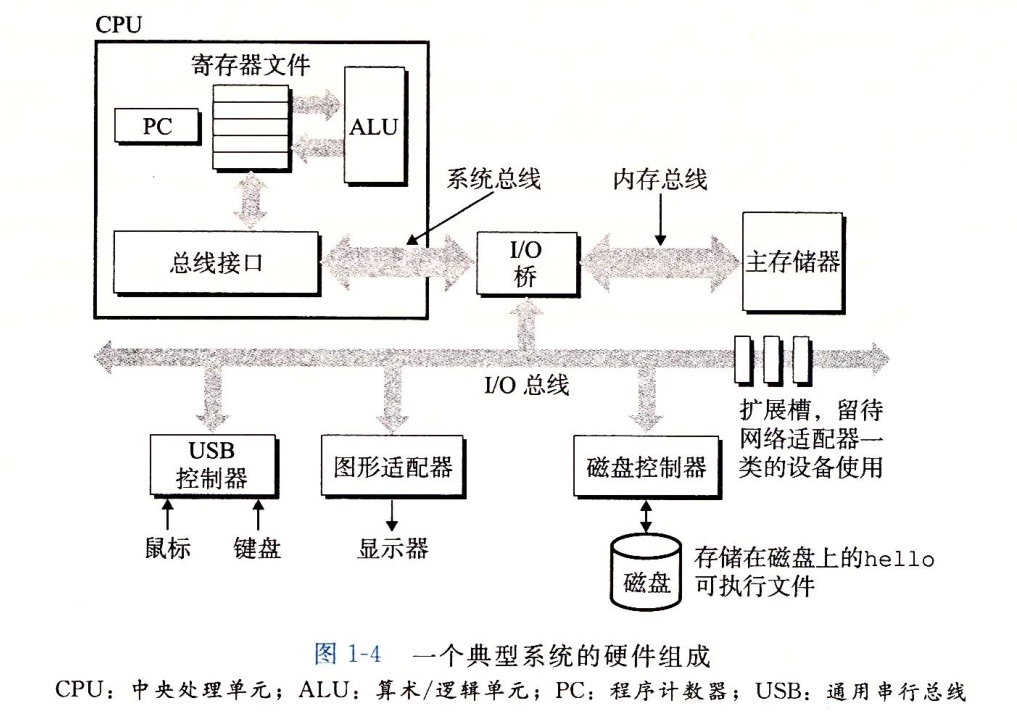 CPU
寄存器文件
PC
ALU
系统总线
内存总线
总线接口
I/O
桥
主存储器
I/O 总线
扩展槽，留待
网络适配器一
类的设备使用
USB
控制器
图形适配器
磁盘控制器
鼠标
键盘
显示器
磁盘
存储在磁盘上的hello
可执行文件
图 1-4 一个典型系统的硬件组成
CPU：中央处理单元；ALU：算术/逻辑单元；PC：程序计数器；USB：通用串行总线